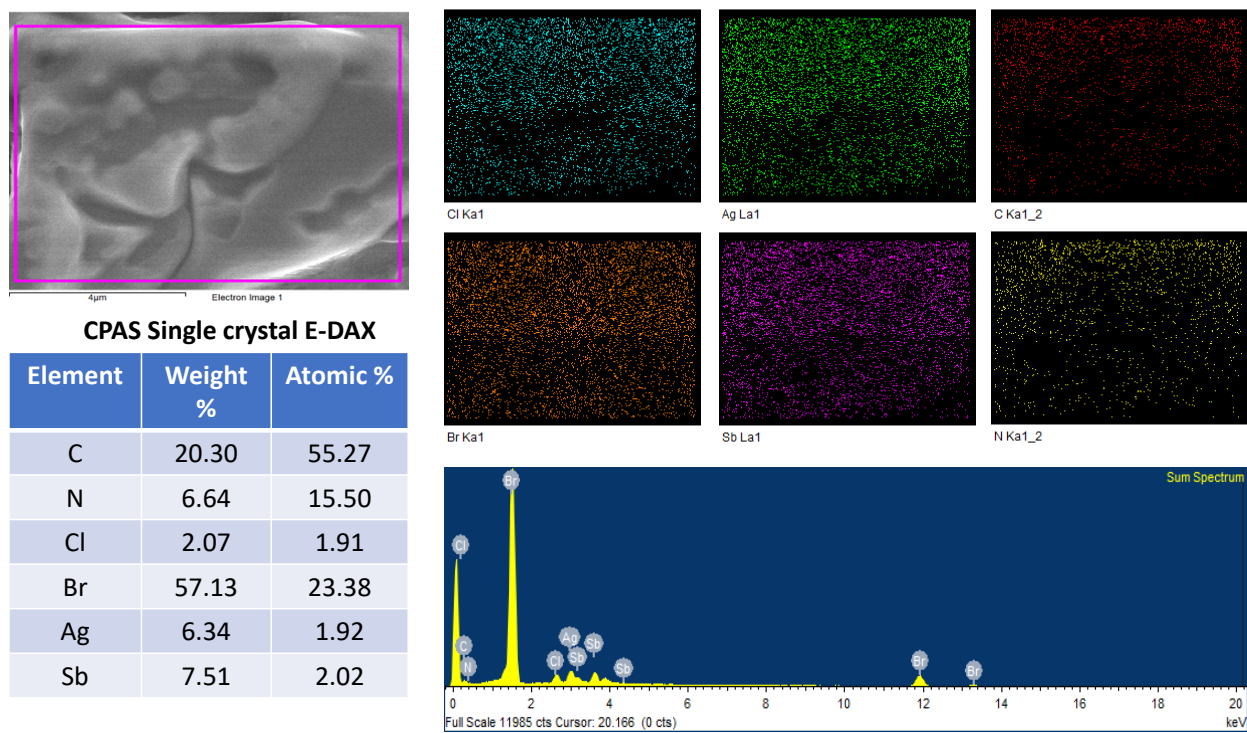 4µm
Electron Image 1
CPAS Single crystal E-DAX
Element Weight % Atomic %
C 20.30 55.27
N 6.64 15.50
Cl 2.07 1.91
Br 57.13 23.38
Ag 6.34 1.92
Sb 7.51 2.02
Cl Ka1
Ag La1
C Ka1_2
Br Ka1
Sb La1
N Ka1_2
Sum Spectrum
Br
Cl
C
N
Cl
Ag
Sb
Sb
Sb
Br
Br
0 2 4 6 8 10 12 14 16 18 20
Full Scale 11985 cts Cursor: 20.166 (0 cts)
keV